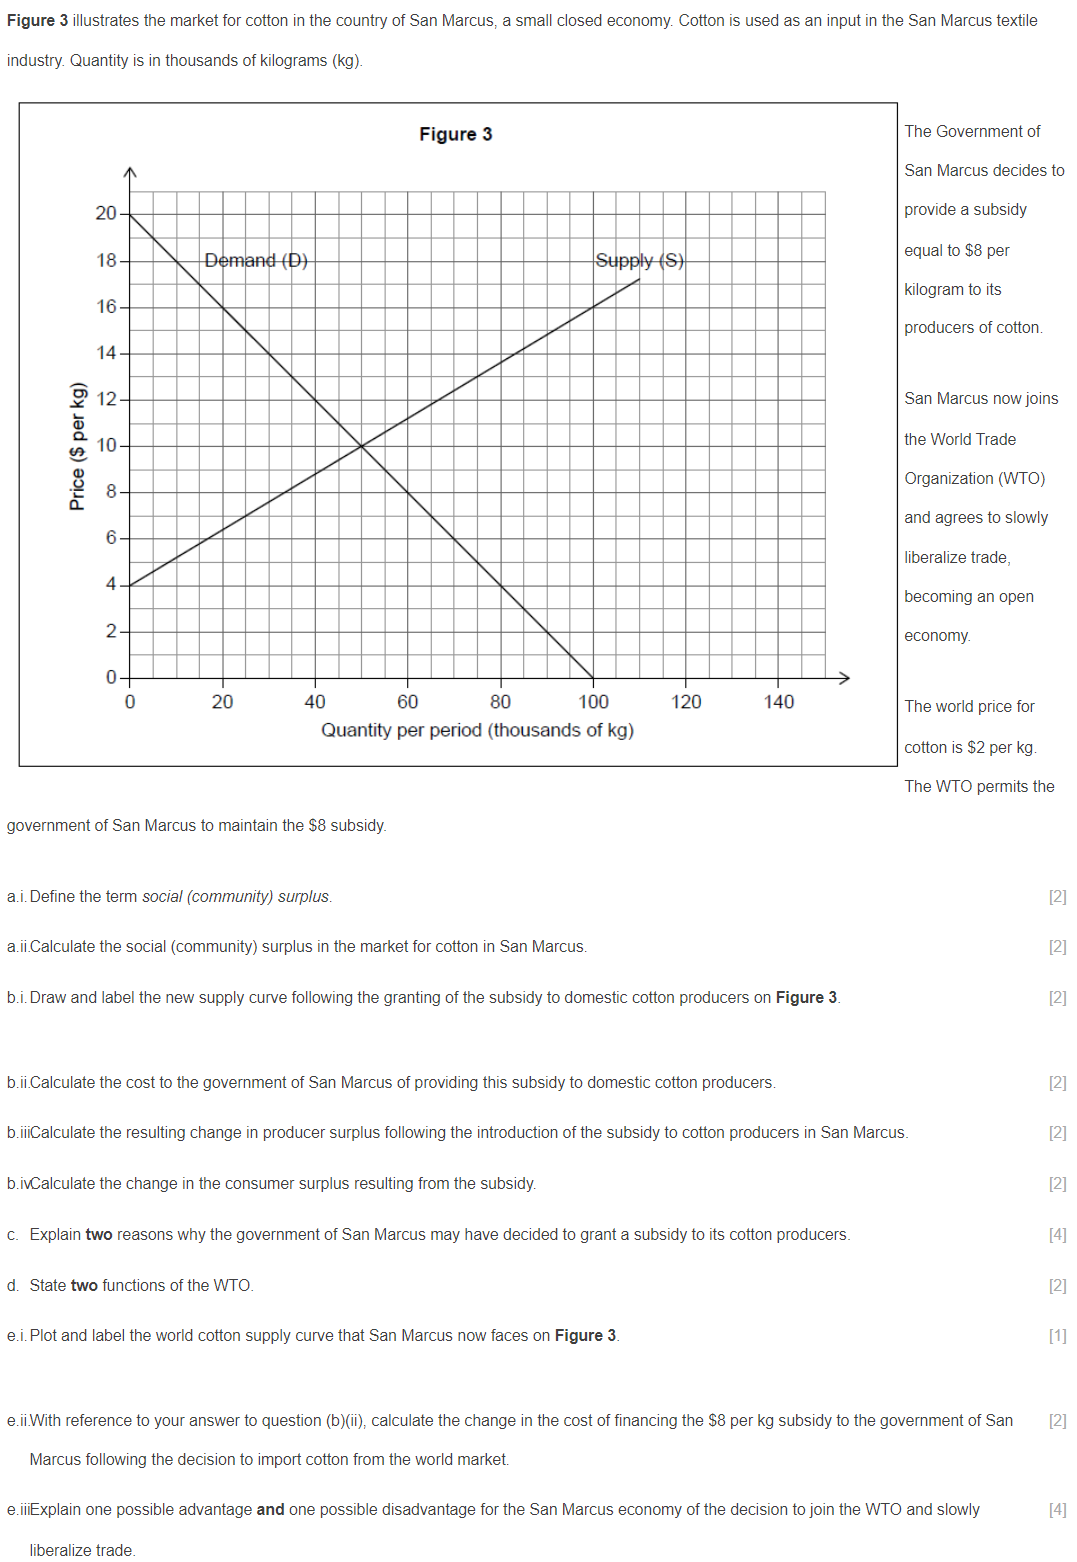 Figure 3 illustrates the market for cotton in the country of San Marcus, a small closed economy. Cotton is used as an input in the San Marcus textile
industry. Quantity is in thousands of kilograms (kg).
Figure 3
Price ($ per kg)
20
18
16
14
12
10
8
6
4
2
0
Demand (D)
Supply (S)
0 20 40 60 80 100 120 140
Quantity per period (thousands of kg)
The Government of
San Marcus decides to
provide a subsidy
equal to $8 per
kilogram to its
producers of cotton.
San Marcus now joins
the World Trade
Organization (WTO)
and agrees to slowly
liberalize trade,
becoming an open
economy.
The world price for
cotton is $2 per kg.
The WTO permits the
government of San Marcus to maintain the $8 subsidy.
a.i. Define the term social (community) surplus. [2]
a.ii.Calculate the social (community) surplus in the market for cotton in San Marcus. [2]
b.i. Draw and label the new supply curve following the granting of the subsidy to domestic cotton producers on Figure 3. [2]
b.ii.Calculate the cost to the government of San Marcus of providing this subsidy to domestic cotton producers. [2]
b.iiiCalculate the resulting change in producer surplus following the introduction of the subsidy to cotton producers in San Marcus. [2]
b.ivCalculate the change in the consumer surplus resulting from the subsidy. [2]
c. Explain two reasons why the government of San Marcus may have decided to grant a subsidy to its cotton producers. [4]
d. State two functions of the WTO. [2]
e.i. Plot and label the world cotton supply curve that San Marcus now faces on Figure 3. [1]
e.ii.With reference to your answer to question (b)(ii), calculate the change in the cost of financing the $8 per kg subsidy to the government of San [2]
Marcus following the decision to import cotton from the world market.
e.iiiExplain one possible advantage and one possible disadvantage for the San Marcus economy of the decision to join the WTO and slowly [4]
liberalize trade.